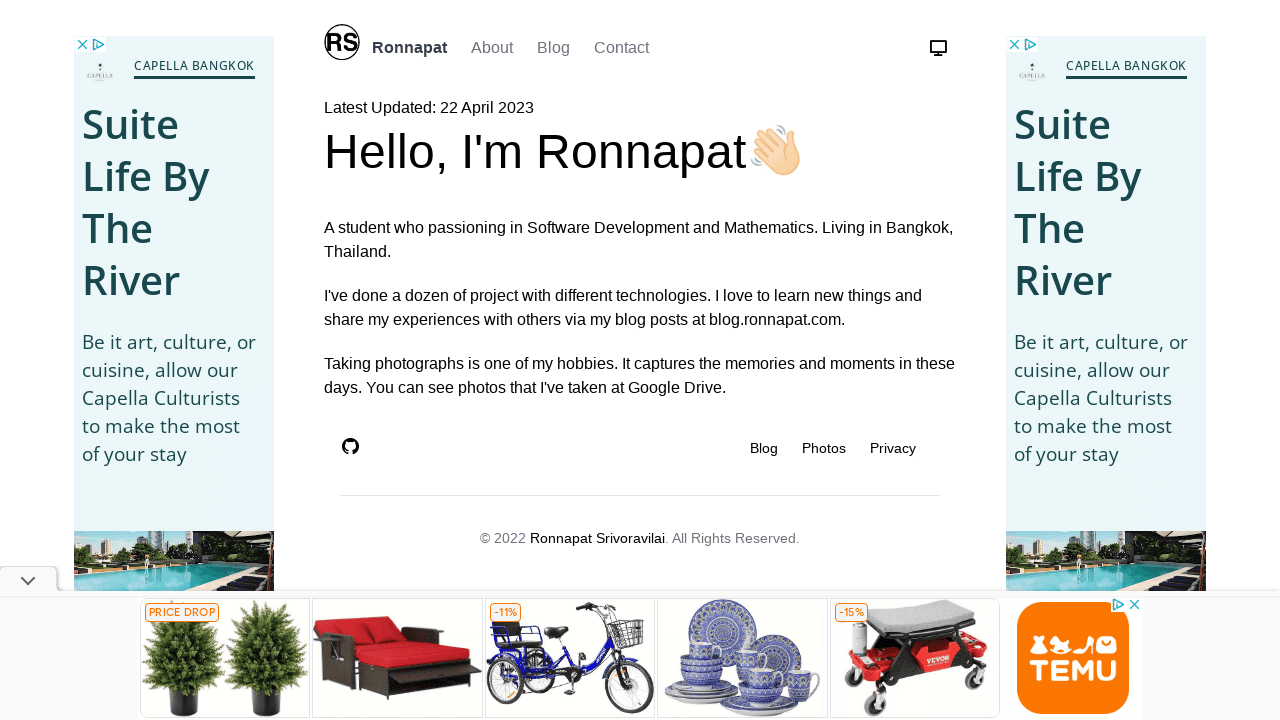 RS
Ronnapat About Blog Contact
Latest Updated: 22 April 2023
Hello, I'm Ronnapat👋🏻
A student who passioning in Software Development and Mathematics. Living in Bangkok,
Thailand.
I've done a dozen of project with different technologies. I love to learn new things and
share my experiences with others via my blog posts at blog.ronnapat.com.
Taking photographs is one of my hobbies. It captures the memories and moments in these
days. You can see photos that I've taken at Google Drive.
Blog Photos Privacy
© 2022 Ronnapat Srivoravilai. All Rights Reserved.
CAPELLA
CAPELLA BANGKOK
Suite
Life By
The
River
Be it art, culture, or
cuisine, allow our
Capella Culturists
to make the most
of your stay
CAPELLA
CAPELLA BANGKOK
Suite
Life By
The
River
Be it art, culture, or
cuisine, allow our
Capella Culturists
to make the most
of your stay
PRICE DROP
-11%
-15%
VEVOR
TEMU